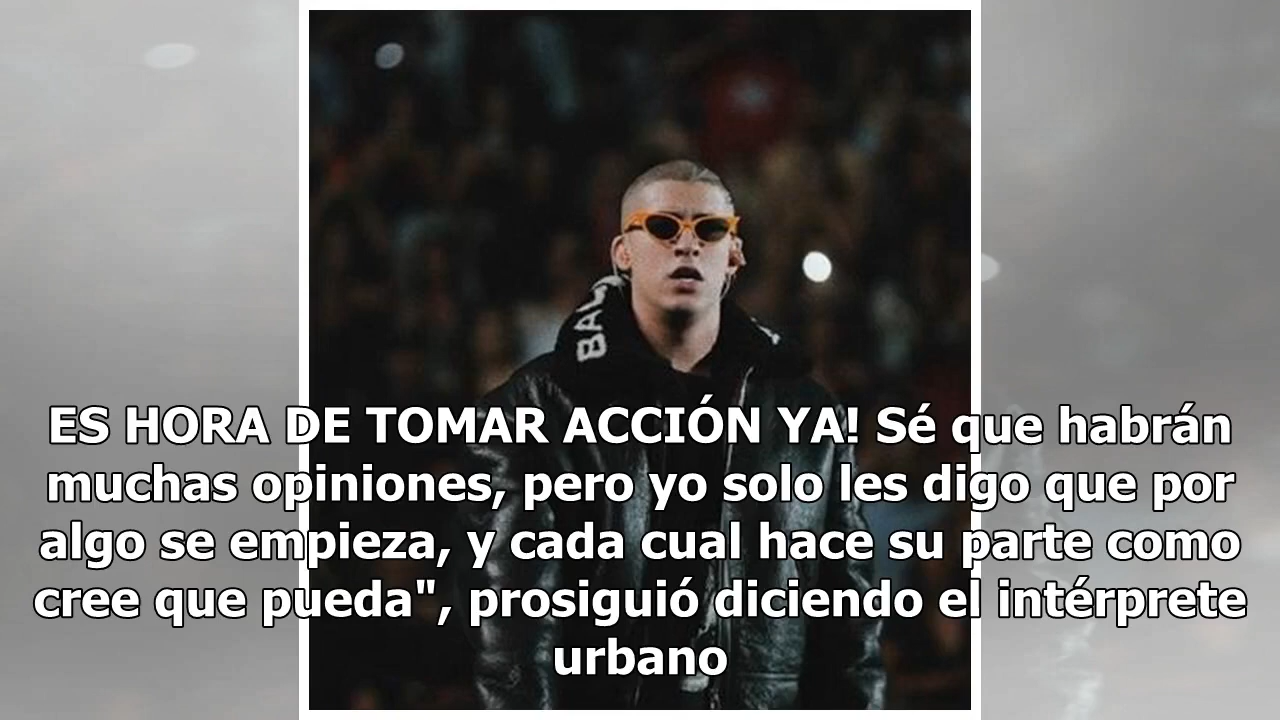 BAL
ES HORA DE TOMAR ACCIÓN YA! Sé que habrán
muchas opiniones, pero yo solo les digo que por
algo se empieza, y cada cual hace su parte como
cree que pueda", prosiguió diciendo el intérprete
urbano